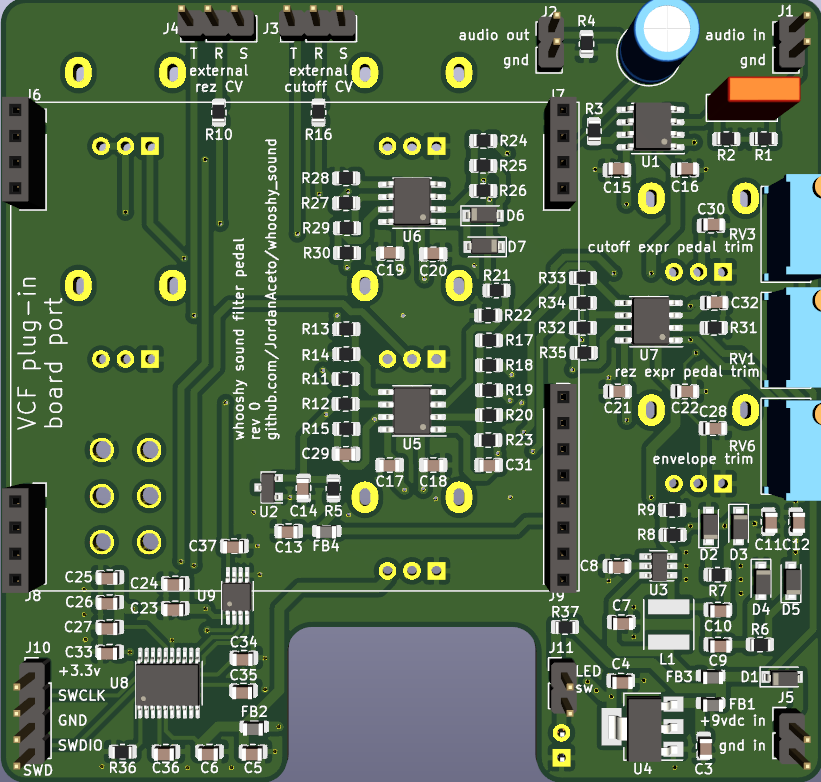 J4
J3
J2
R4
J1
audio out
audio in
gnd
gnd
T R S
T R S
external
rez CV
external
cutoff CV
J6
J7
R10
R16
R3
U1
R2
R1
R24
R25
R26
C15
C16
R28
R27
R29
R30
U6
D6
D7
C30
RV3
cutoff expr pedal trim
C19
C20
R21
R22
R33
R34
R32
R35
U7
C32
R31
RV1
rez expr pedal trim
VCF plug-in
board port
whooshy sound filter pedal
rev 0
github.com/JordanAceto/whooshy_sound
R13
R14
R11
R12
R15
C29
R17
R18
R19
R20
R23
C31
U5
C17
C18
C21
C22
C28
RV6
envelope trim
U2
C14
R5
C13
FB4
C37
R9
R8
D2
D3
C11
C12
C8
U3
R7
D4
D5
C25
C26
C27
C33
C24
C23
U9
J8
J9
R37
C7
L1
C10
R6
C9
J10
+3.3v
SWCLK
GND
SWDIO
SWD
U8
C34
C35
FB2
R36
C36
C6
C5
J11
LED
sw
C4
FB3
D1
FB1
J5
+9vdc in
gnd in
U4
C3